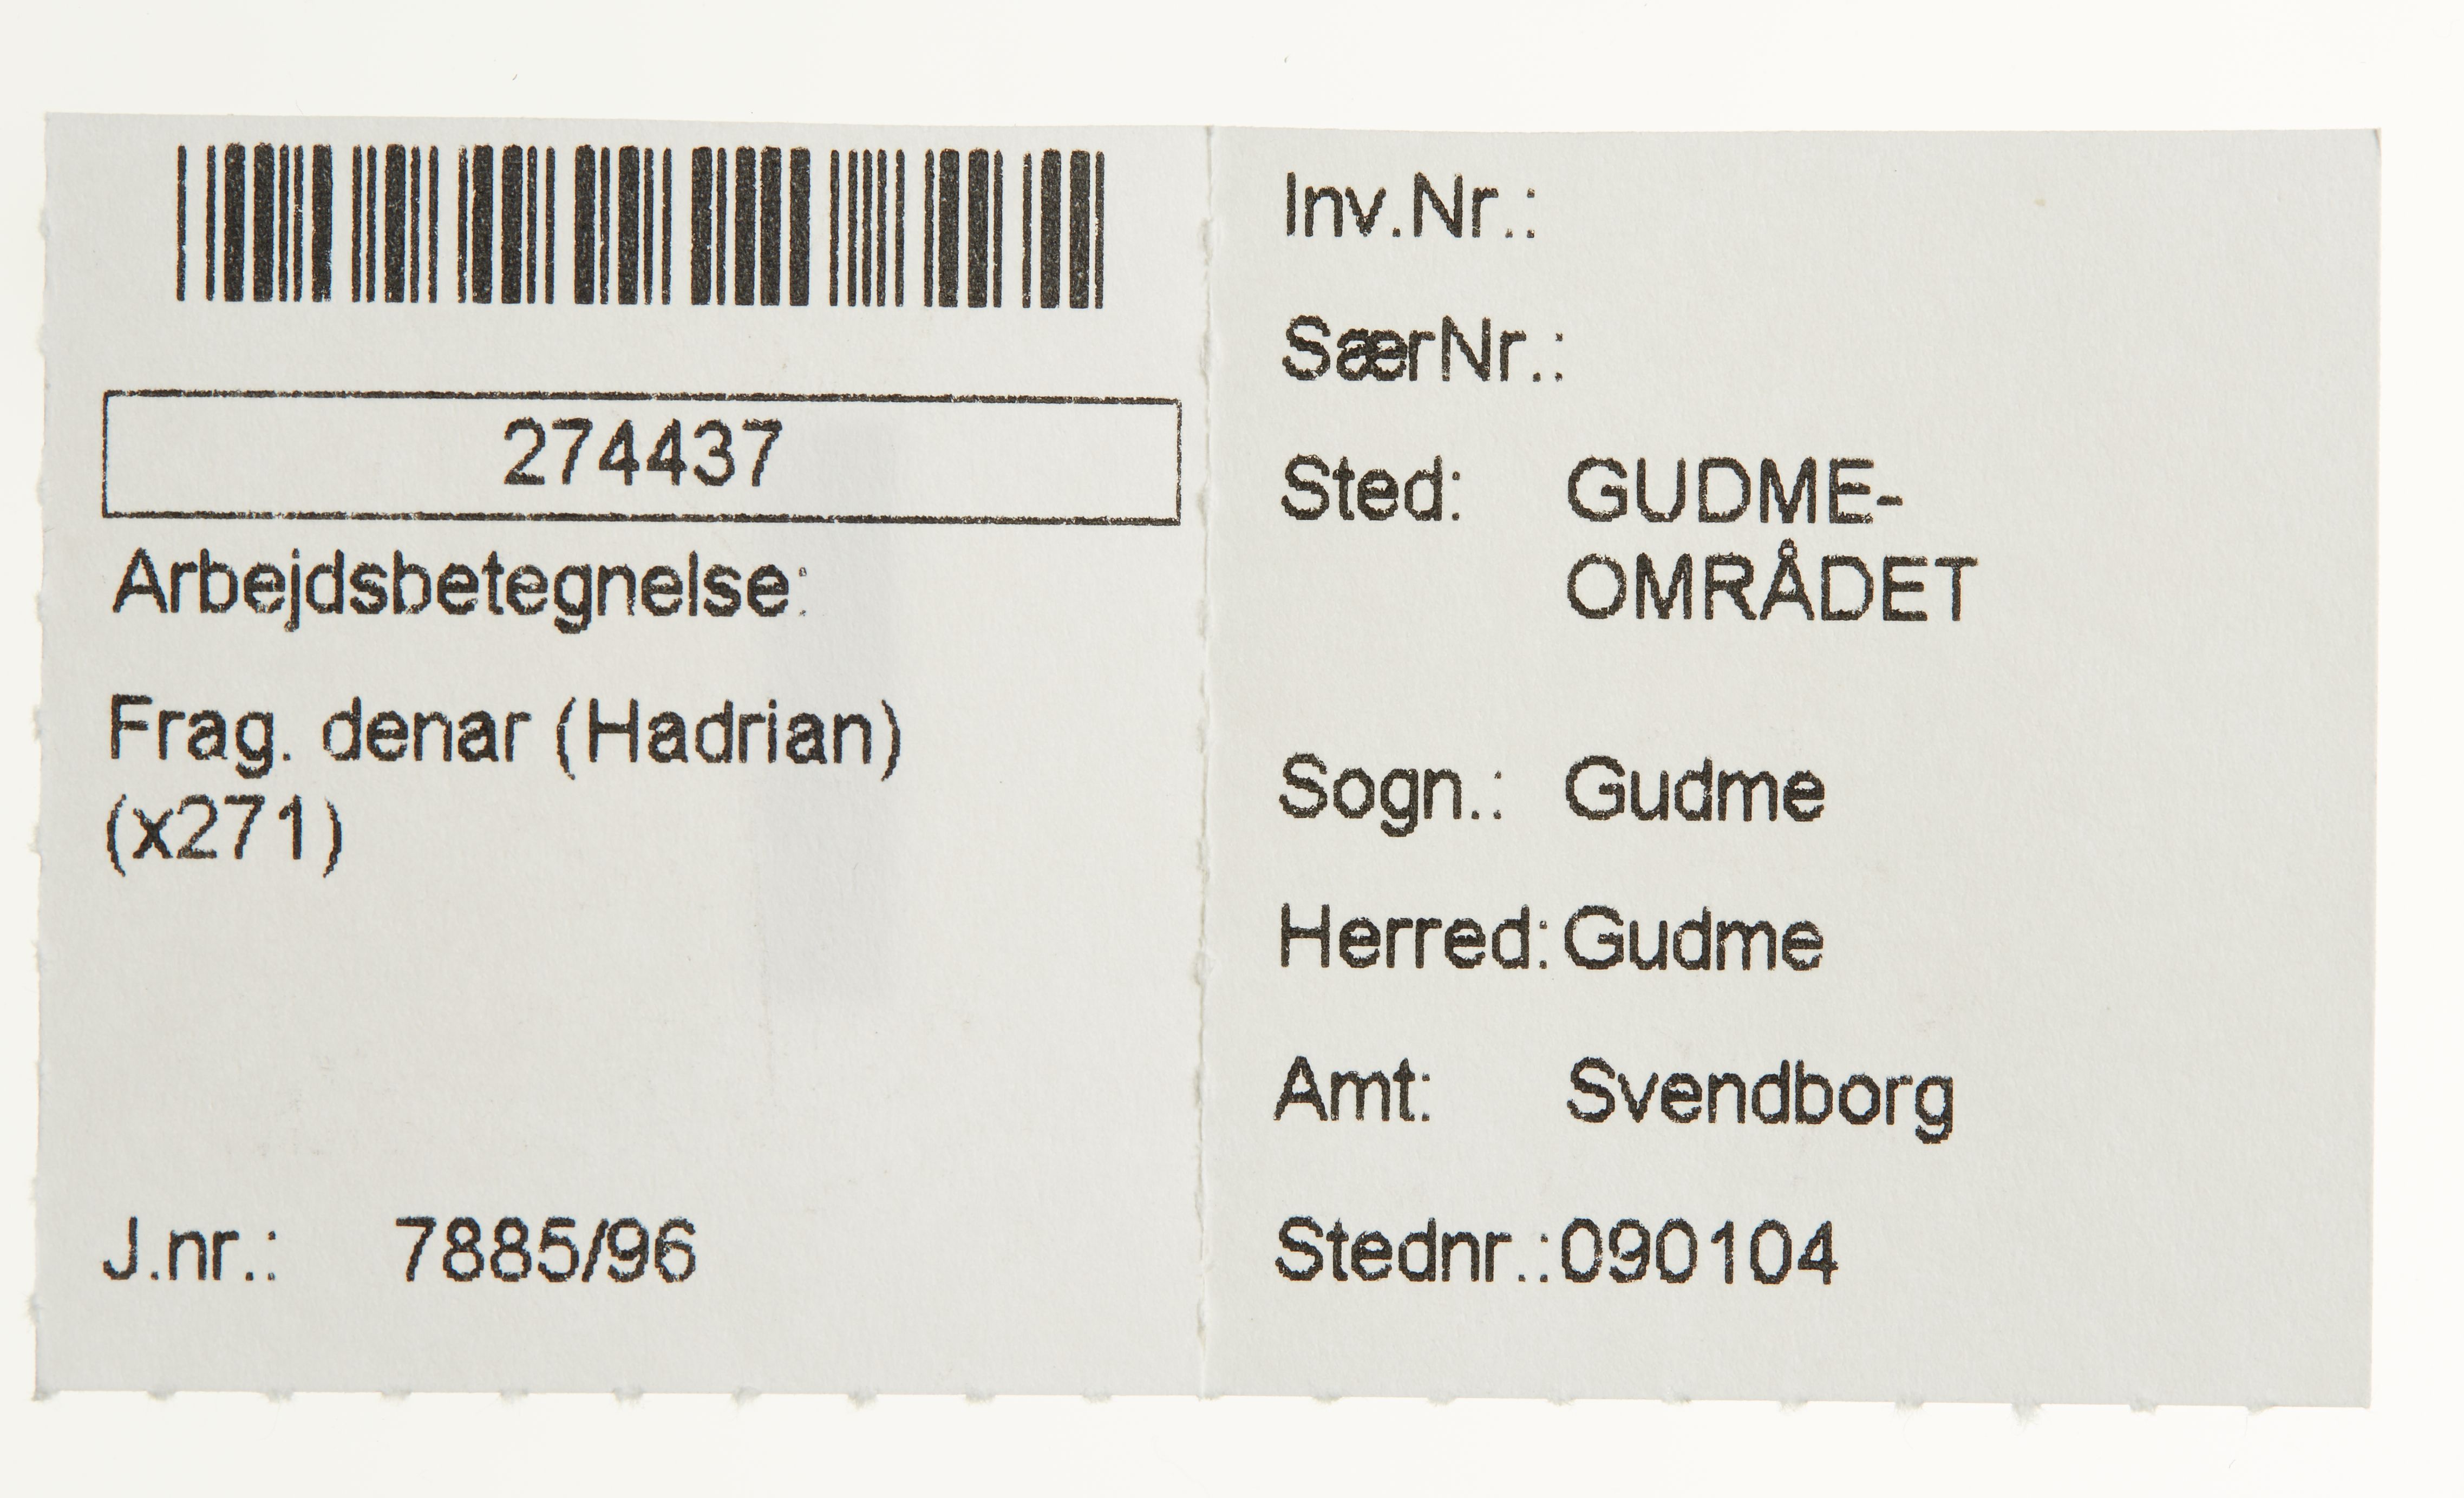 274437
Arbejdsbetegnelse:
Frag. denar (Hadrian)
(x271)
J.nr.: 7885/96
Inv.Nr.:
SærNr.:
Sted: GUDME-
OMRÅDET
Sogn.: Gudme
Herred: Gudme
Amt: Svendborg
Stednr.: 090104